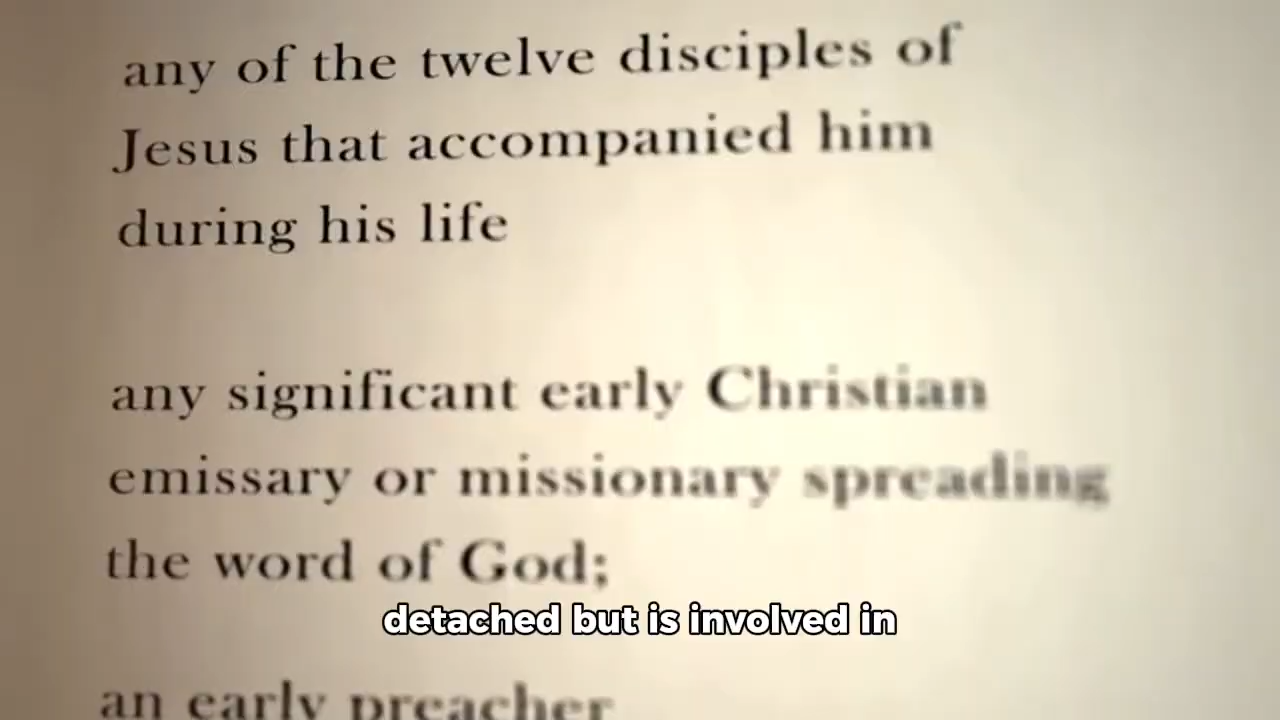 any of the twelve disciples of
Jesus that accompanied him
during his life
any significant early Christian
emissary or missionary spreading
the word of God;
detached but is involved in
an early preacher